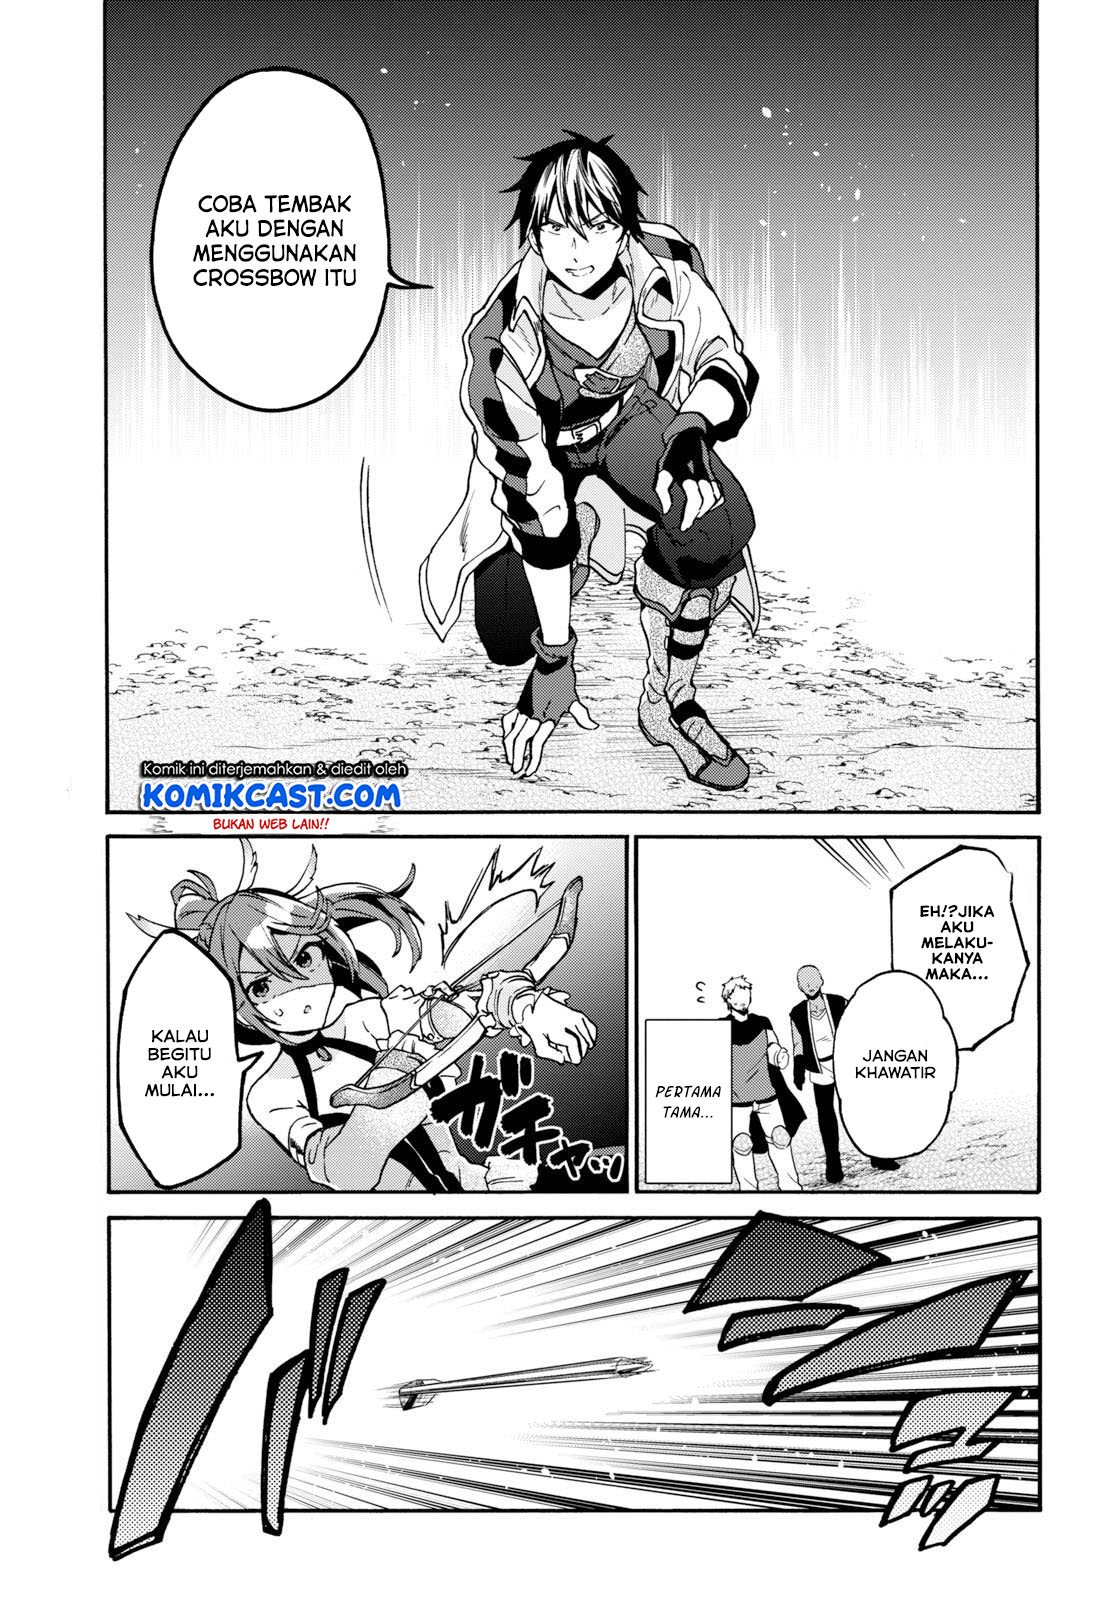 COBA TEMBAK
AKU DENGAN
MENGGUNAKAN
CROSSBOW ITU
Komik ini diterjemahkan & diedit oleh
KOMIKCAST.COM
BUKAN WEB LAIN!!
EH!?JIKA
AKU
MELAKU-
KANYA
MAKA...
JANGAN
KHAWATIR
PERTAMA
TAMA...
KALAU
BEGITU
AKU
MULAI...
ガチャッ